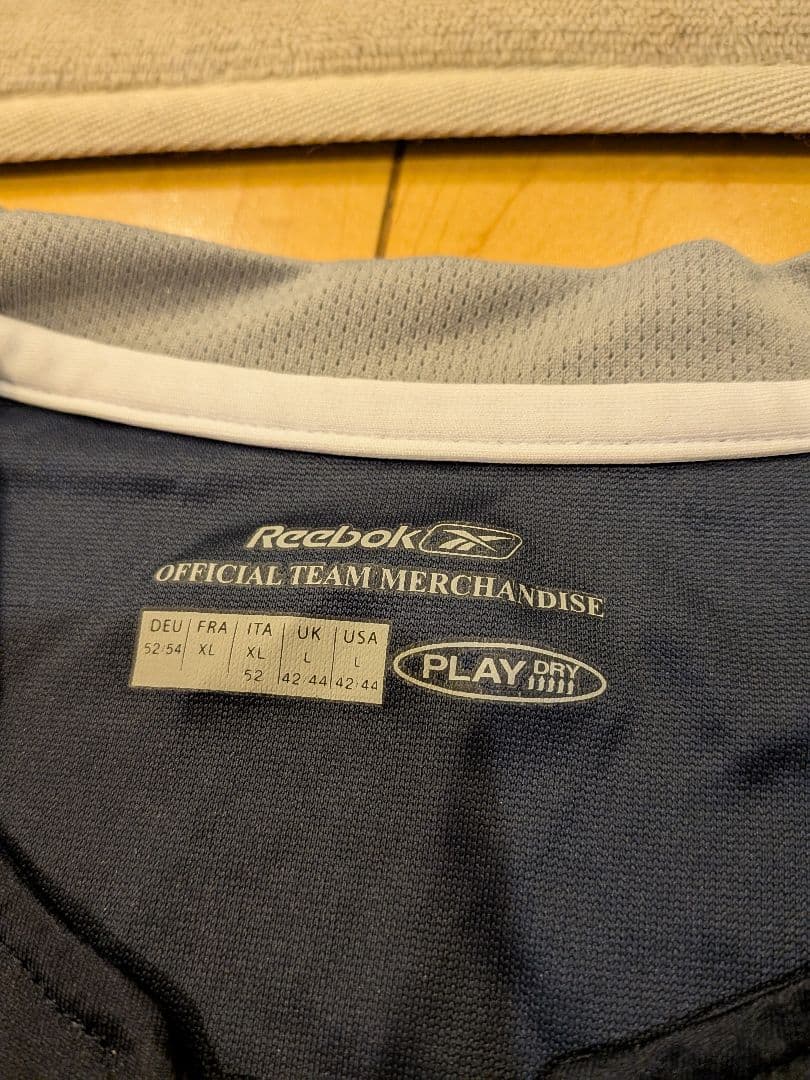 Reebok
OFFICIAL TEAM MERCHANDISE
DEU FRA ITA UK USA
52/54 XL XL L L
52 42/44 42/44
PLAY DRY